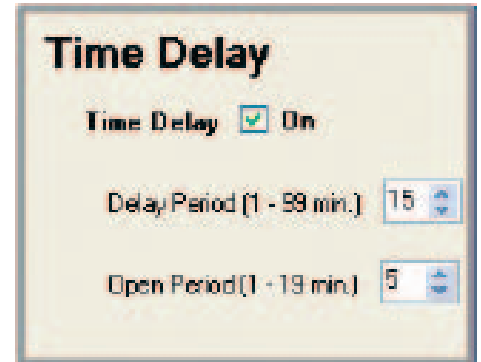 Time Delay
Time Delay On
Delay Period (1 - 99 min.) 15
Open Period (1 - 19 min.) 5